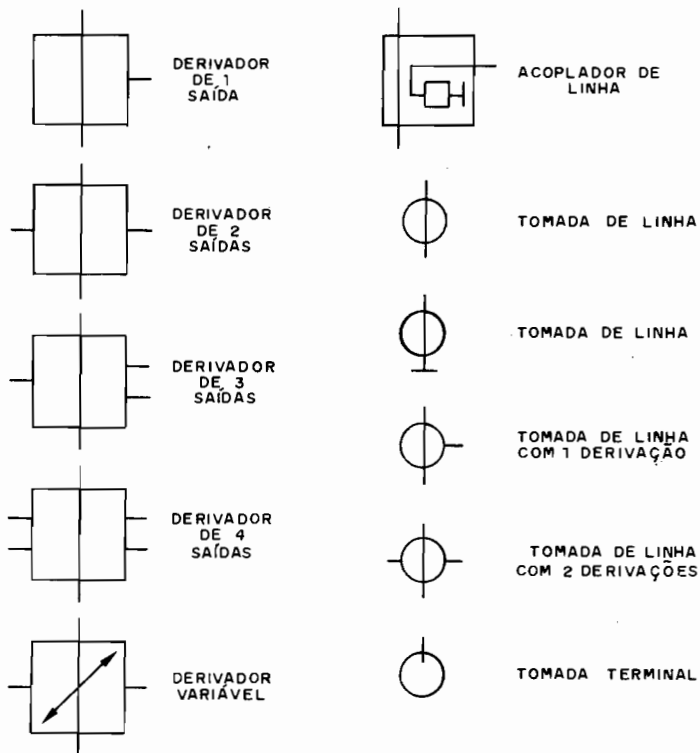 DERIVADOR
DE 1
SAÍDA
DERIVADOR
DE 2
SAÍDAS
DERIVADOR
DE 3
SAÍDAS
DERIVADOR
DE 4
SAÍDAS
DERIVADOR
VARIÁVEL
ACOPLADOR DE
LINHA
TOMADA DE LINHA
TOMADA DE LINHA
TOMADA DE LINHA
COM 1 DERIVAÇÃO
TOMADA DE LINHA
COM 2 DERIVAÇÕES
TOMADA TERMINAL